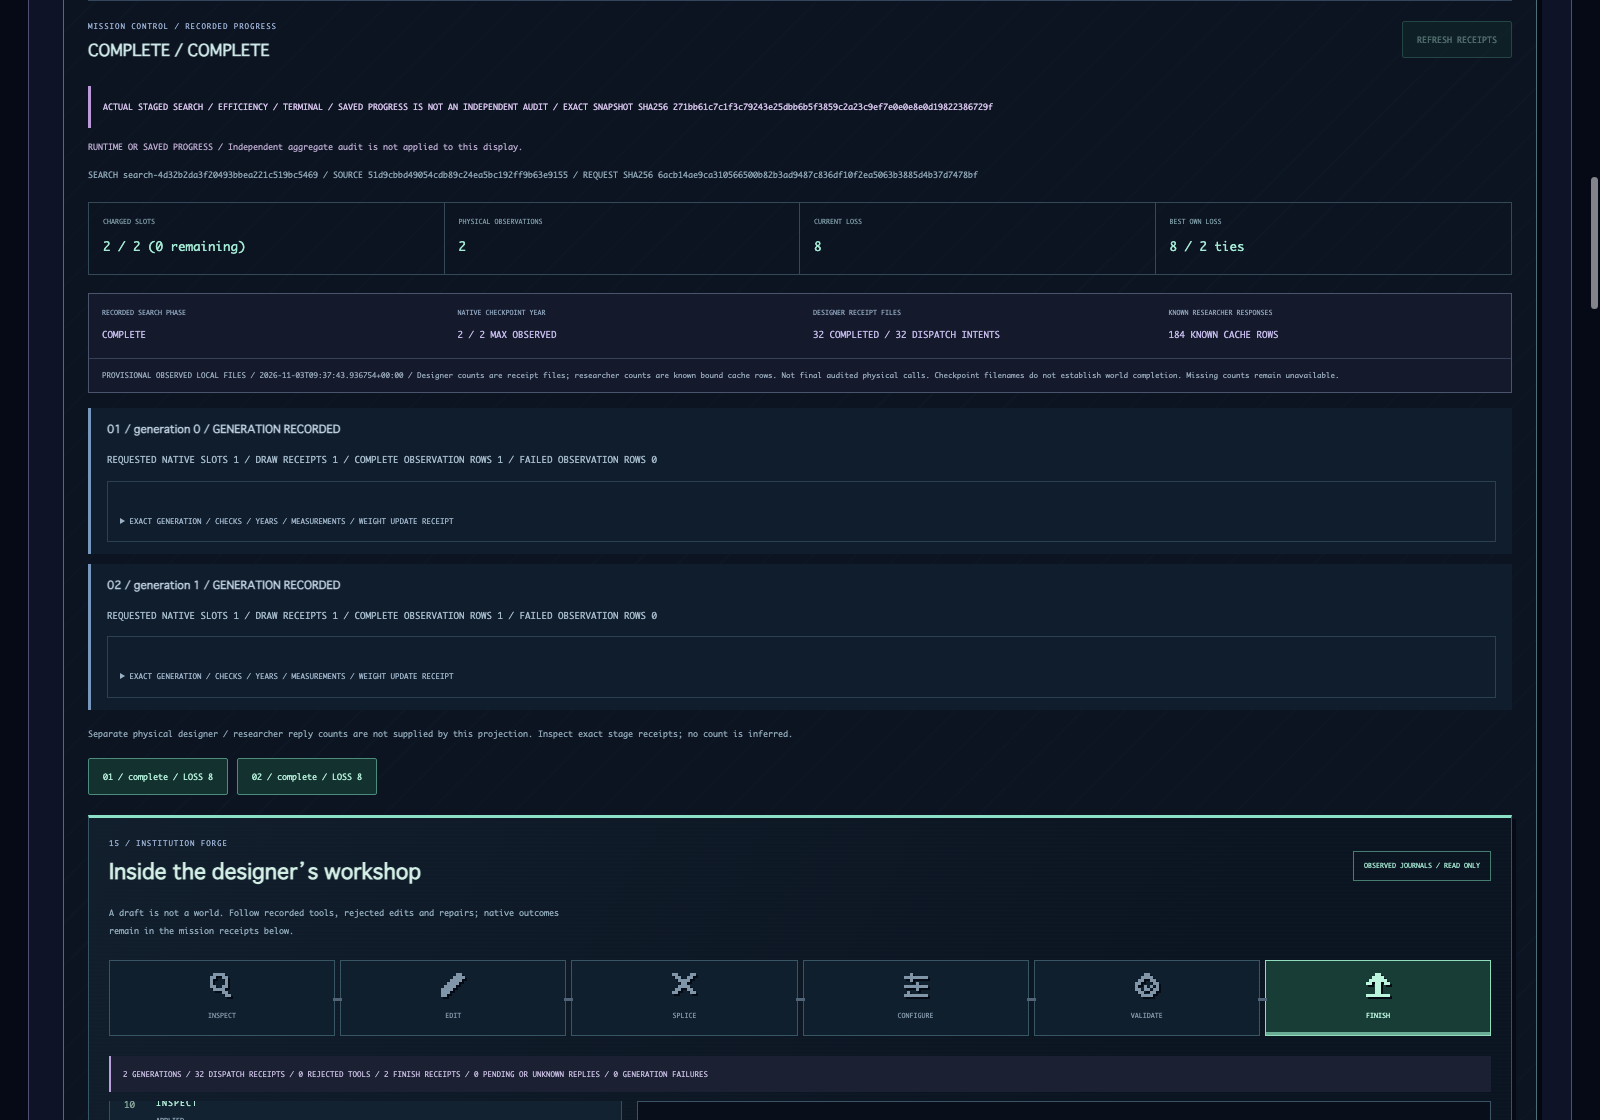 MISSION CONTROL / RECORDED PROGRESS
COMPLETE / COMPLETE
REFRESH RECEIPTS
ACTUAL STAGED SEARCH / EFFICIENCY / TERMINAL / SAVED PROGRESS IS NOT AN INDEPENDENT AUDIT / EXACT SNAPSHOT SHA256 271bb61c7c1f3c79243e25dbb6b5f3859c2a23c9ef7e0e0e8e0d19822386729f
RUNTIME OR SAVED PROGRESS / Independent aggregate audit is not applied to this display.
SEARCH search-4d32b2da3f20493bbea221c519bc5469 / SOURCE 51d9cbbd49054cdb89c24ea5bc192ff9b63e9155 / REQUEST SHA256 6acb14ae9ca310566500b82b3ad9487c836df10f2ea5063b3885d4b37d7478bf
CHARGED SLOTS
2 / 2 (0 remaining)
PHYSICAL OBSERVATIONS
2
CURRENT LOSS
8
BEST OWN LOSS
8 / 2 ties
RECORDED SEARCH PHASE
COMPLETE
NATIVE CHECKPOINT YEAR
2 / 2 MAX OBSERVED
DESIGNER RECEIPT FILES
32 COMPLETED / 32 DISPATCH INTENTS
KNOWN RESEARCHER RESPONSES
184 KNOWN CACHE ROWS
PROVISIONAL OBSERVED LOCAL FILES / 2026-11-03T09:37:43.936754+00:00 / Designer counts are receipt files; researcher counts are known bound cache rows. Not final audited physical calls. Checkpoint filenames do not establish world completion. Missing counts remain unavailable.
01 / generation 0 / GENERATION RECORDED
REQUESTED NATIVE SLOTS 1 / DRAW RECEIPTS 1 / COMPLETE OBSERVATION ROWS 1 / FAILED OBSERVATION ROWS 0
EXACT GENERATION / CHECKS / YEARS / MEASUREMENTS / WEIGHT UPDATE RECEIPT
02 / generation 1 / GENERATION RECORDED
REQUESTED NATIVE SLOTS 1 / DRAW RECEIPTS 1 / COMPLETE OBSERVATION ROWS 1 / FAILED OBSERVATION ROWS 0
EXACT GENERATION / CHECKS / YEARS / MEASUREMENTS / WEIGHT UPDATE RECEIPT
Separate physical designer / researcher reply counts are not supplied by this projection. Inspect exact stage receipts; no count is inferred.
01 / complete / LOSS 8
02 / complete / LOSS 8
15 / INSTITUTION FORGE
Inside the designer's workshop
OBSERVED JOURNALS / READ ONLY
A draft is not a world. Follow recorded tools, rejected edits and repairs; native outcomes
remain in the mission receipts below.
INSPECT
EDIT
SPLICE
CONFIGURE
VALIDATE
FINISH
2 GENERATIONS / 32 DISPATCH RECEIPTS / 0 REJECTED TOOLS / 2 FINISH RECEIPTS / 0 PENDING OR UNKNOWN REPLIES / 0 GENERATION FAILURES
10 INSPECT